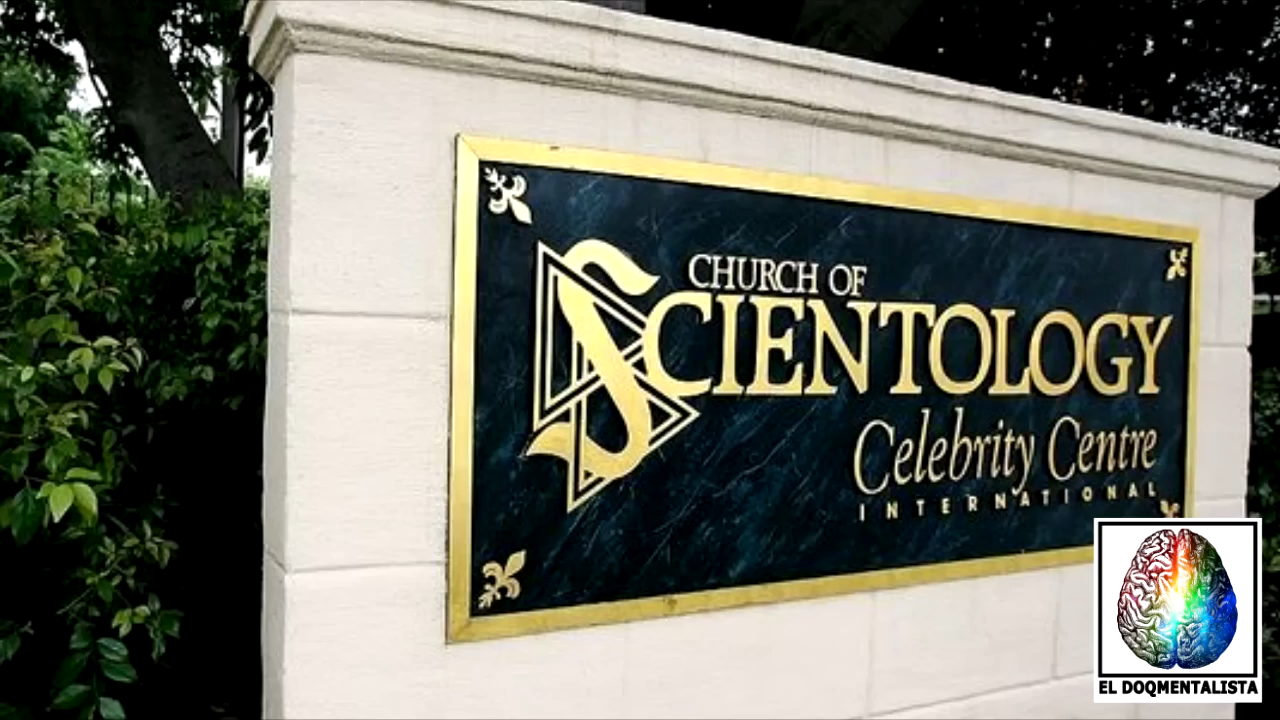 CHURCH OF
SCIENTOLOGY
Celebrity Centre
INTERNATIONAL
EL DOQMENTALISTA